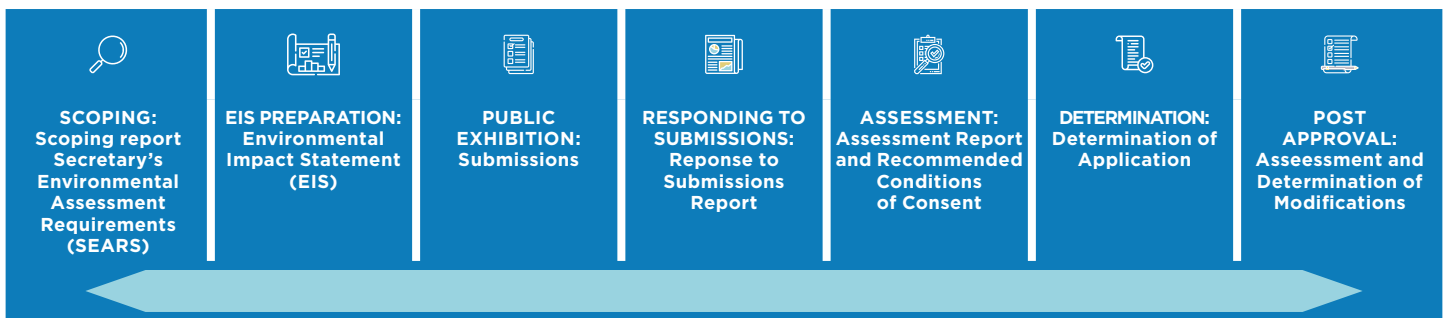 SCOPING:
Scoping report
Secretary's
Environmental
Assessment
Requirements
(SEARS)
EIS PREPARATION:
Environmental
Impact Statement
(EIS)
PUBLIC
EXHIBITION:
Submissions
RESPONDING TO
SUBMISSIONS:
Reponse to
Submissions
Report
ASSESSMENT:
Assessment Report
and Recommended
Conditions
of Consent
DETERMINATION:
Determination of
Application
POST
APPROVAL:
Asseessment and
Determination of
Modifications